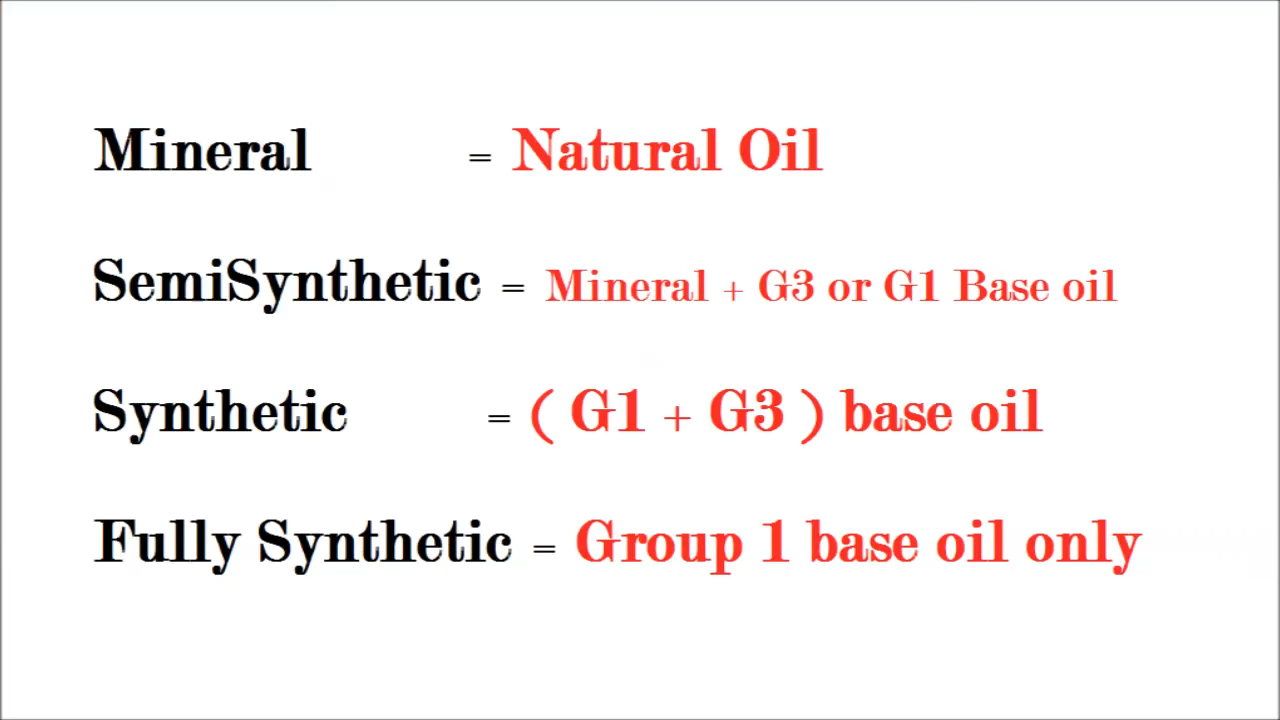 Mineral = Natural Oil
SemiSynthetic = Mineral + G3 or G1 Base oil
Synthetic = ( G1 + G3 ) base oil
Fully Synthetic = Group 1 base oil only